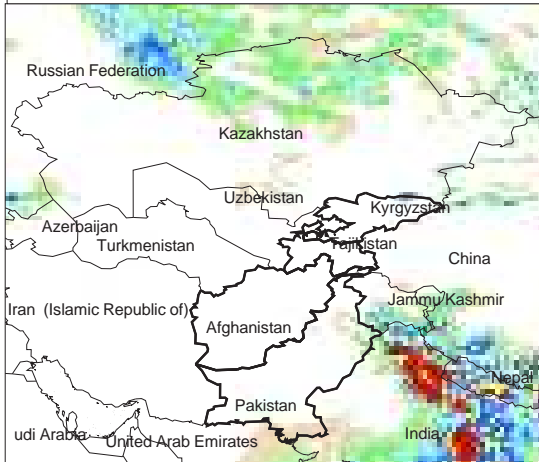 Russian Federation
Kazakhstan
Uzbekistan
Kyrgyzstan
Azerbaijan
Turkmenistan
Tajikistan
China
Iran (Islamic Republic of)
Jammu Kashmir
Afghanistan
Nepal
Pakistan
udi Arabia
United Arab Emirates
India